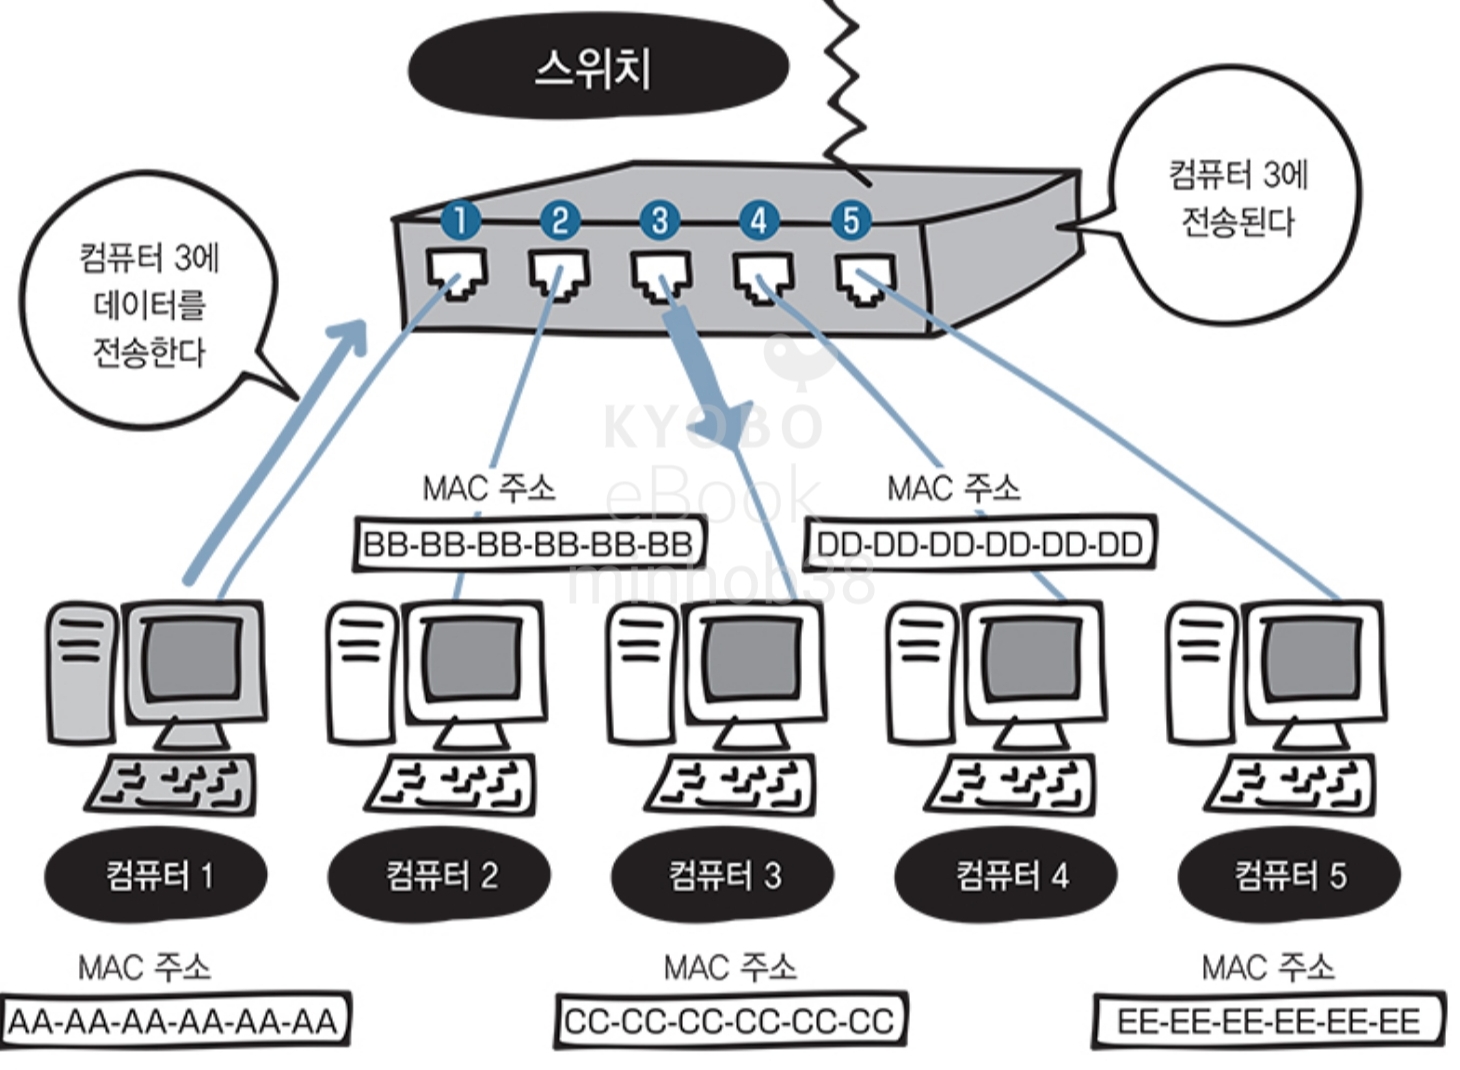 스위치
컴퓨터 3에
전송된다
1 2 3 4 5
컴퓨터 3에
데이터를
전송한다
KYOBO
eBook
minhob38
MAC 주소
BB-BB-BB-BB-BB-BB
MAC 주소
DD-DD-DD-DD-DD-DD
컴퓨터 1
컴퓨터 2
컴퓨터 3
컴퓨터 4
컴퓨터 5
MAC 주소
AA-AA-AA-AA-AA-AA
MAC 주소
CC-CC-CC-CC-CC-CC
MAC 주소
EE-EE-EE-EE-EE-EE